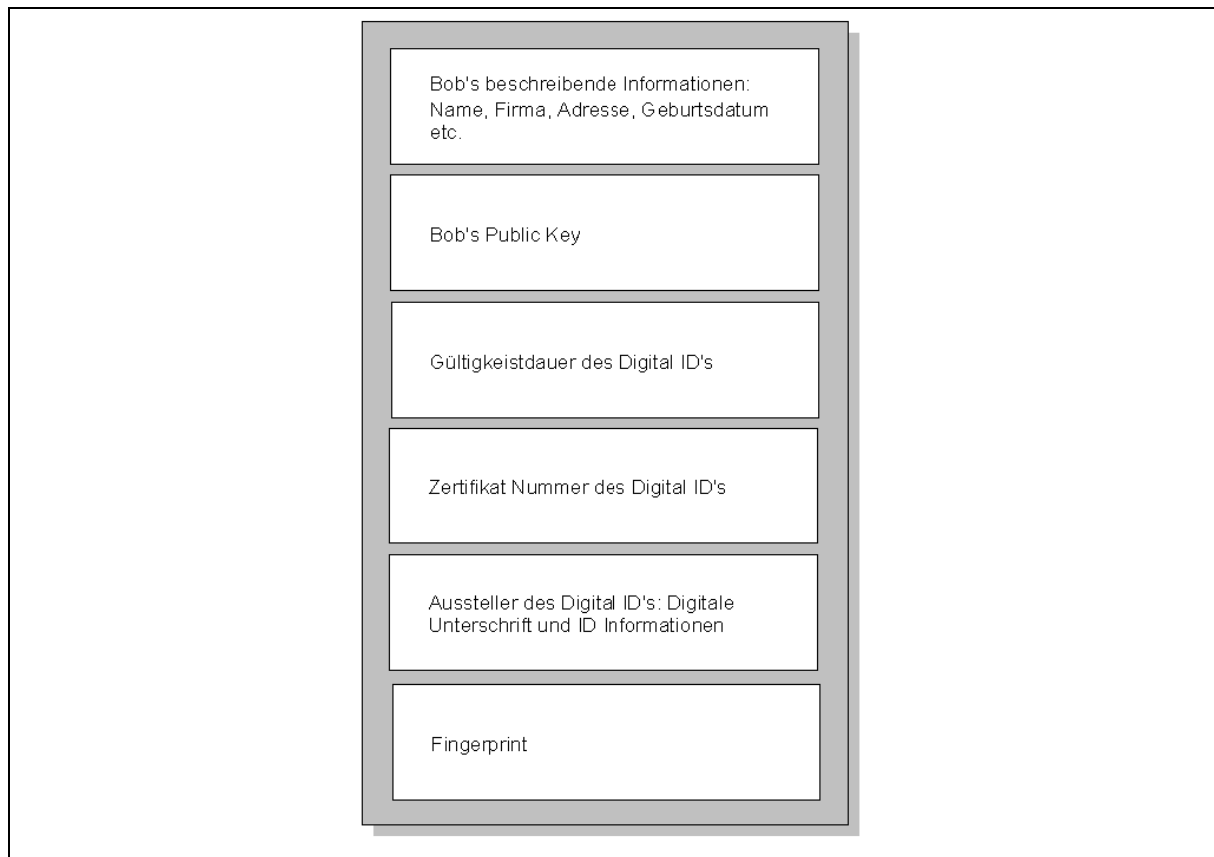 Bob's beschreibende Informationen:
Name, Firma, Adresse, Geburtsdatum
etc.
Bob's Public Key
Gültigkeistdauer des Digital ID's
Zertifikat Nummer des Digital ID's
Aussteller des Digital ID's: Digitale
Unterschrift und ID Informationen
Fingerprint